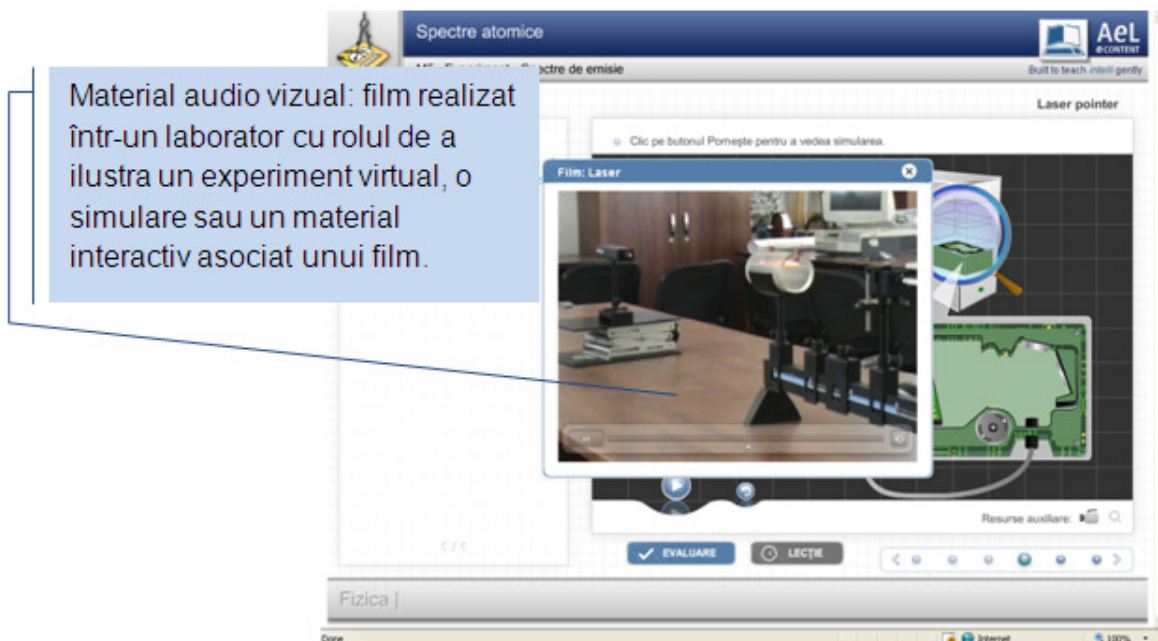 Spectre atomice
AeL
eCONTENT
Built to teach intelli gently
Laser pointer
Material audio vizual: film realizat
într-un laborator cu rolul de a
ilustra un experiment virtual, o
simulare sau un material
interactiv asociat unui film.
Clic pe butonul Pornește pentru a vedea simularea.
Film: Laser
Resurse auxiliare:
EVALUARE
LECȚIE
Fizica |
Done
Internet
100%